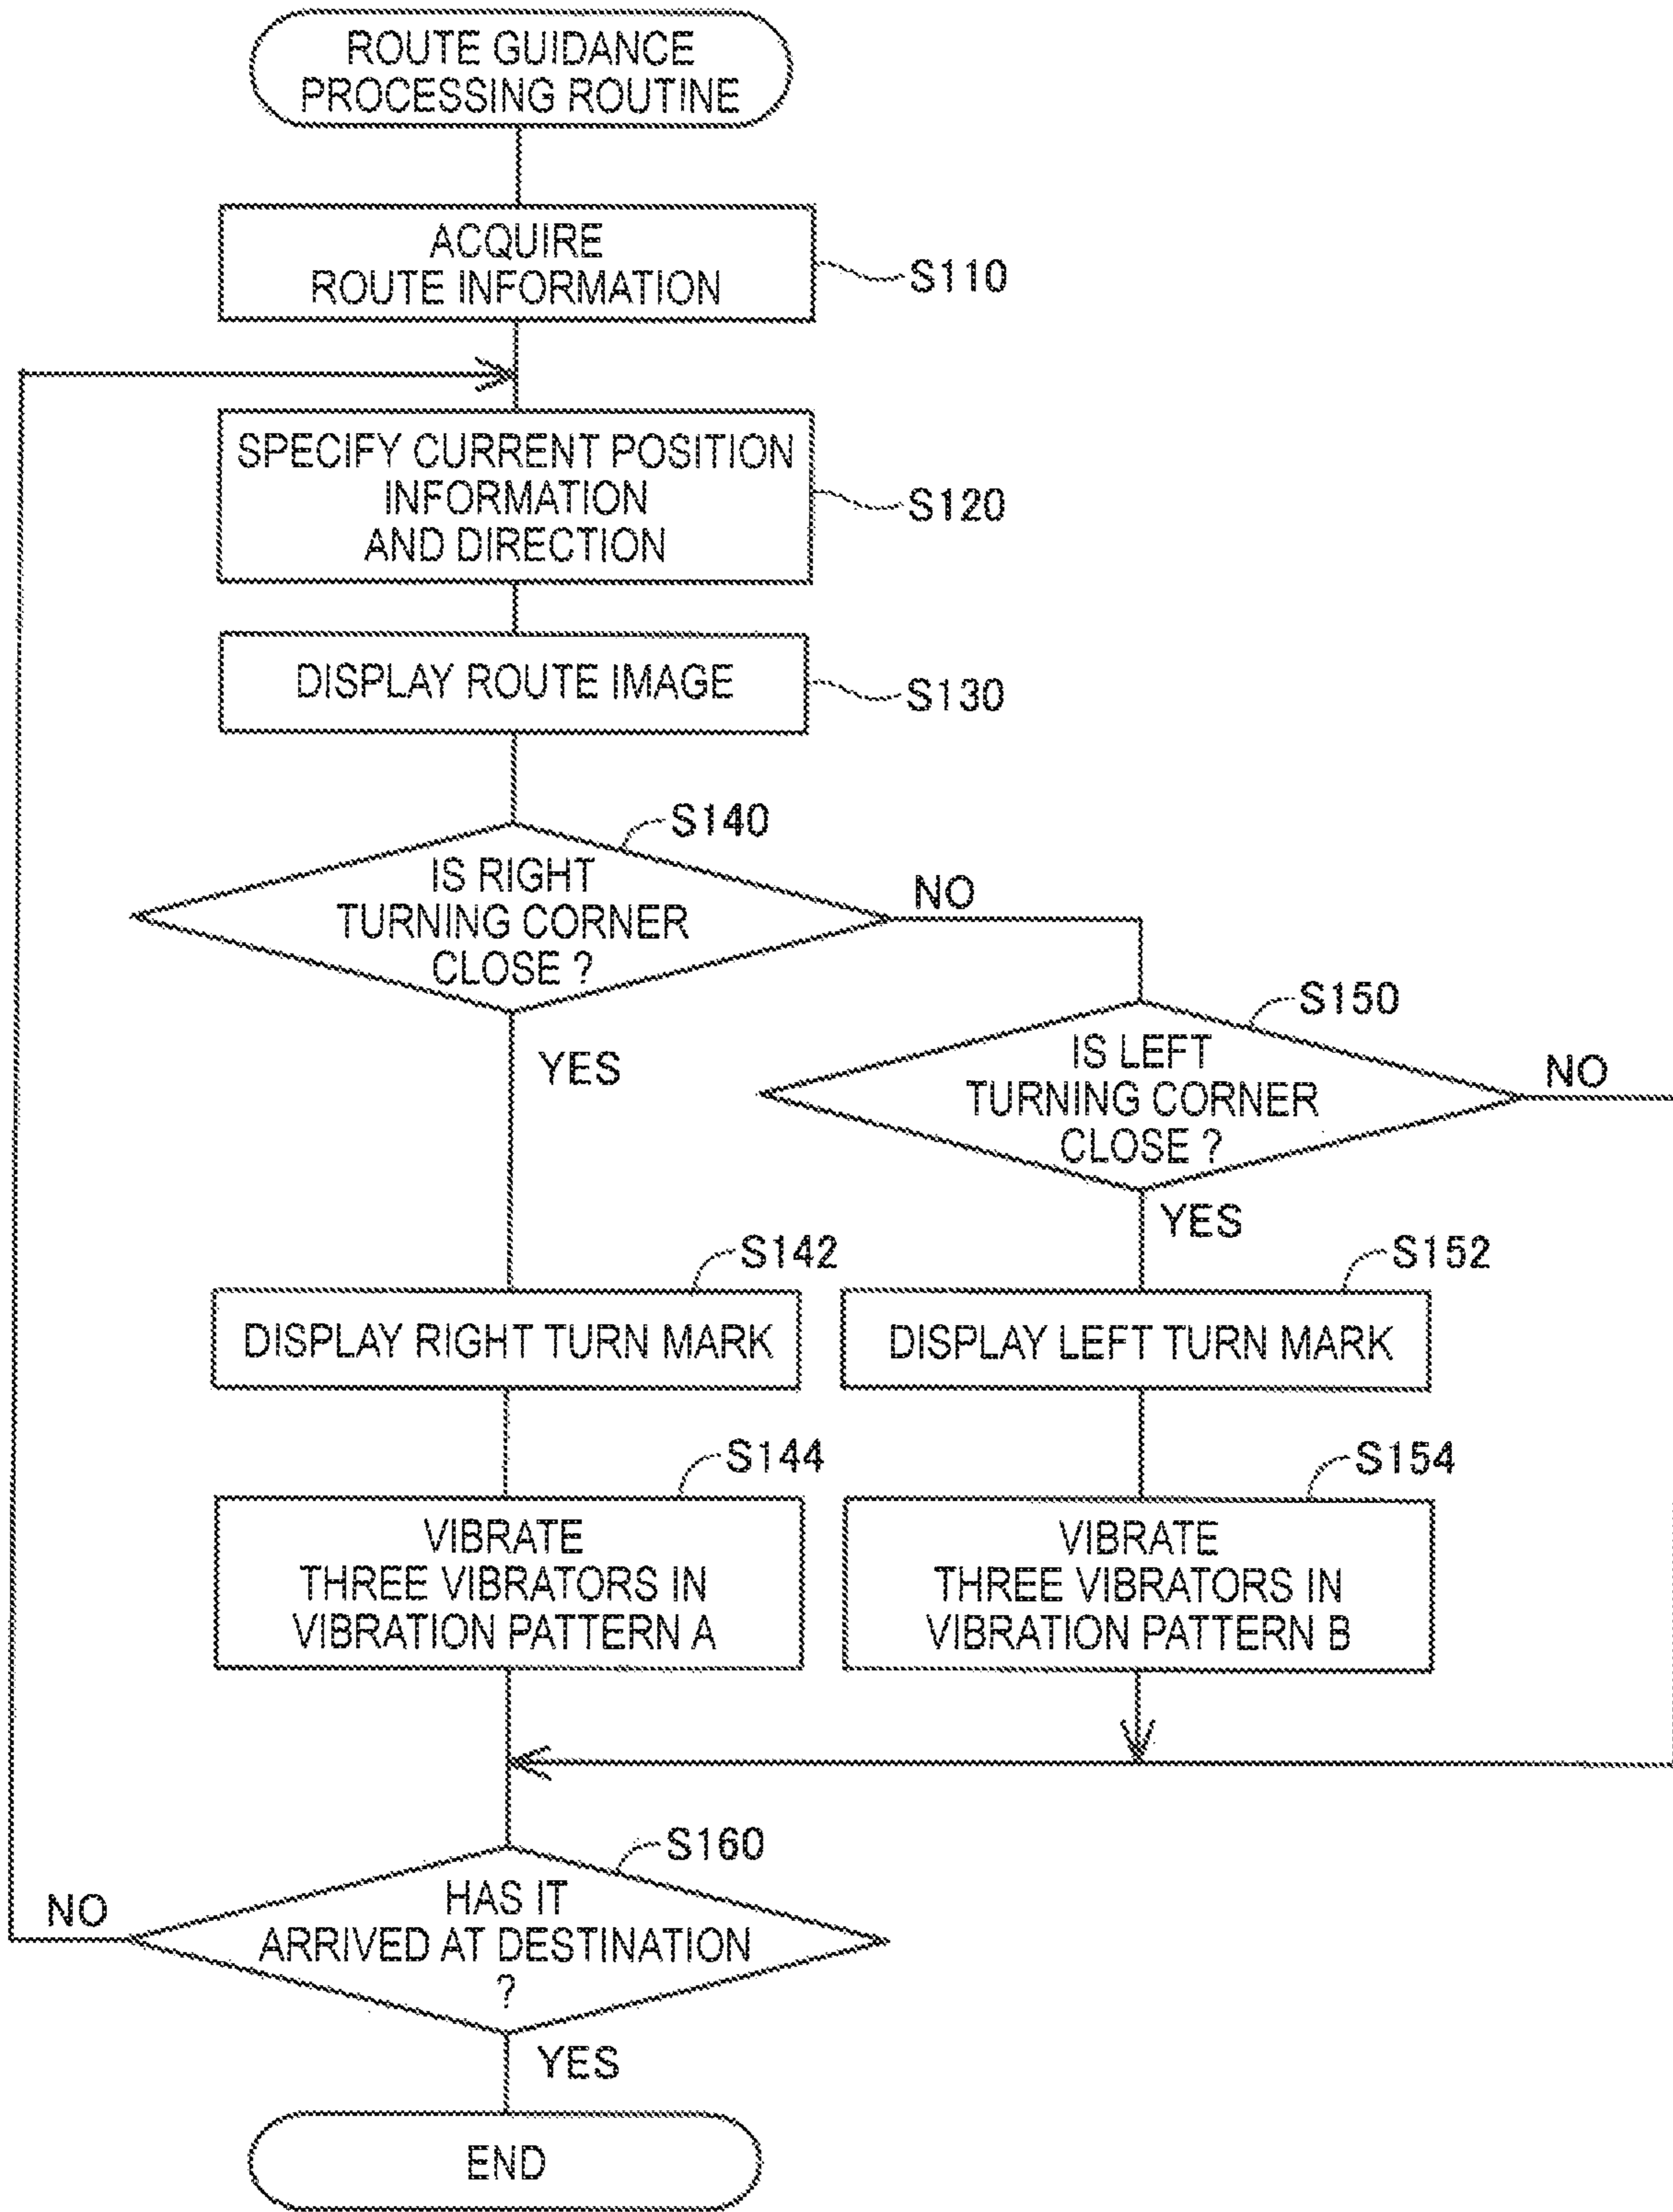 ROUTE GUIDANCE
PROCESSING ROUTINE
ACQUIRE
ROUTE INFORMATION
S110
SPECIFY CURRENT POSITION
INFORMATION
AND DIRECTION
S120
DISPLAY ROUTE IMAGE
S130
S140
IS RIGHT
TURNING CORNER
CLOSE ?
NO
YES
S150
IS LEFT
TURNING CORNER
CLOSE ?
NO
YES
S142
DISPLAY RIGHT TURN MARK
S152
DISPLAY LEFT TURN MARK
S144
VIBRATE
THREE VIBRATORS IN
VIBRATION PATTERN A
S154
VIBRATE
THREE VIBRATORS IN
VIBRATION PATTERN B
S160
HAS IT
ARRIVED AT DESTINATION
?
NO
YES
END